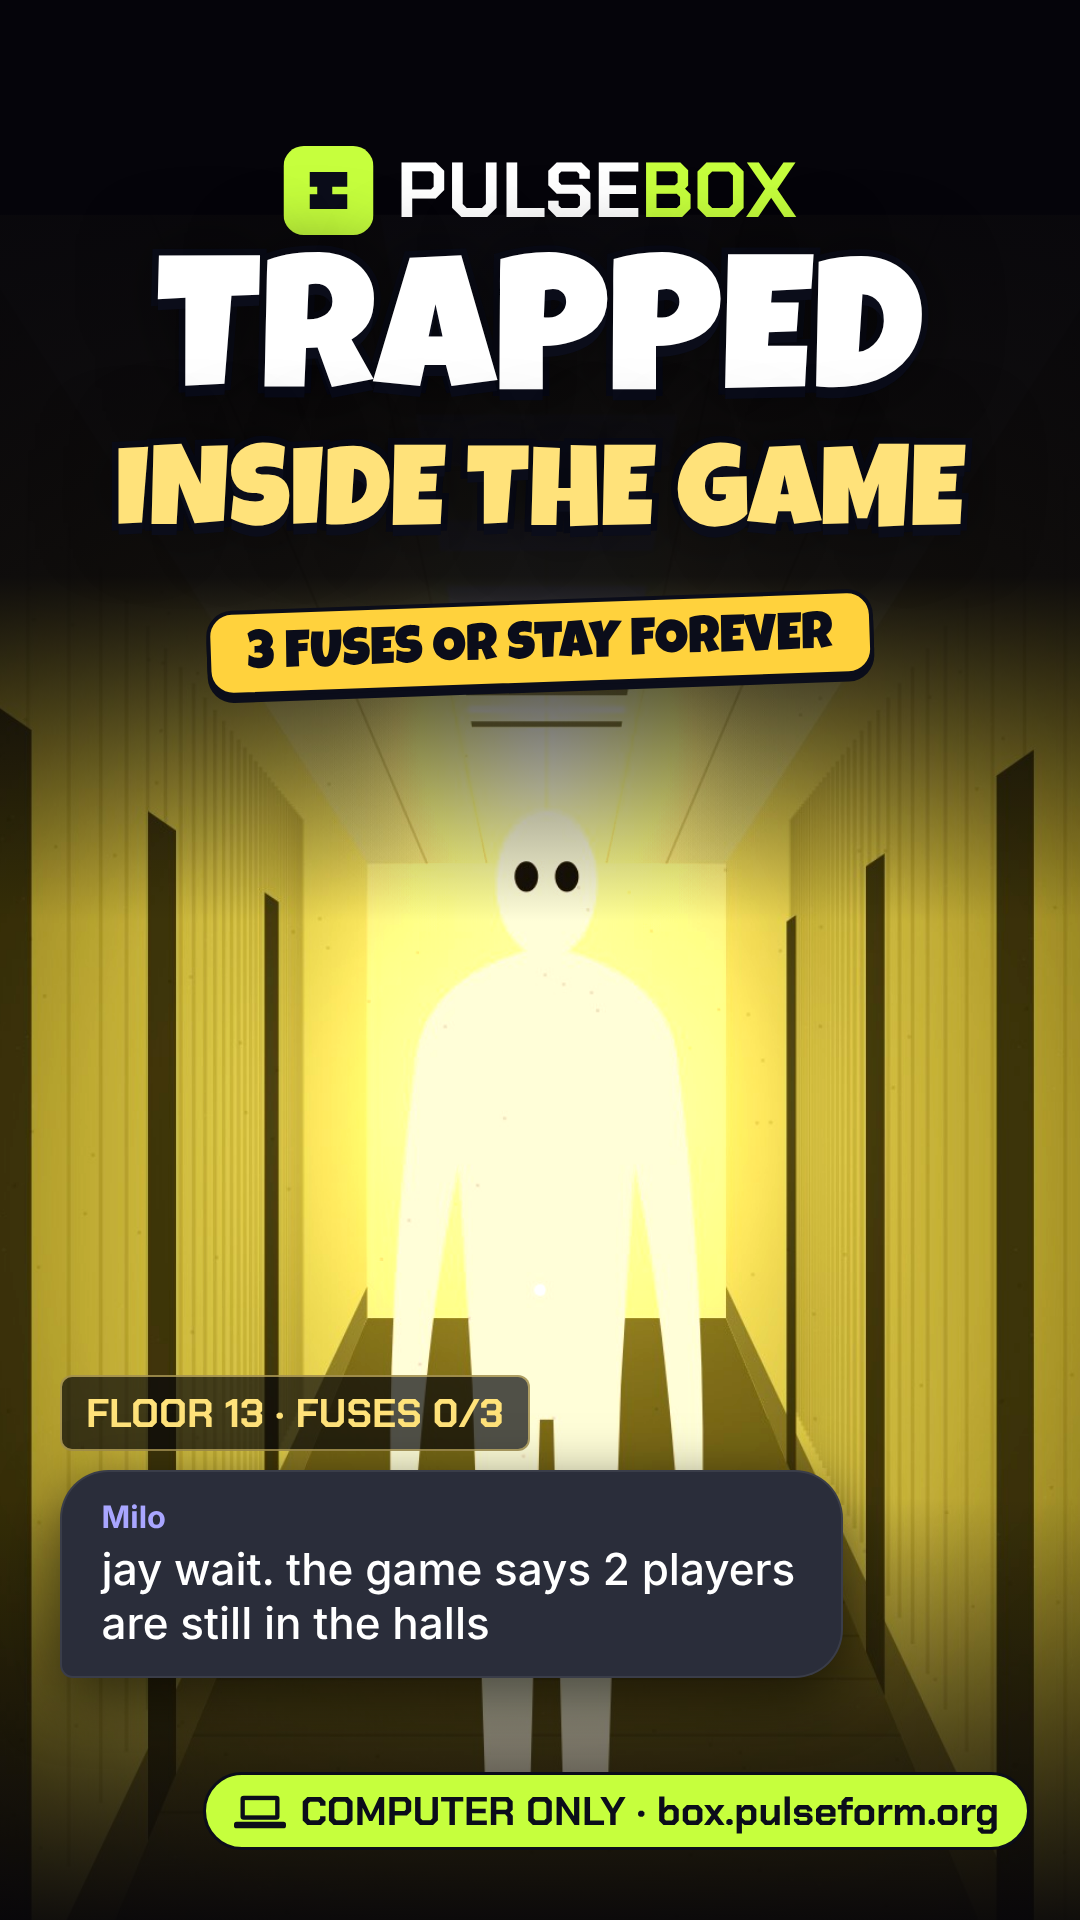 PULSEBOX
TRAPPED
INSIDE THE GAME
3 FUSES OR STAY FOREVER
FLOOR 13 · FUSES 0/3
Milo
jay wait. the game says 2 players
are still in the halls
COMPUTER ONLY · box.pulseform.org